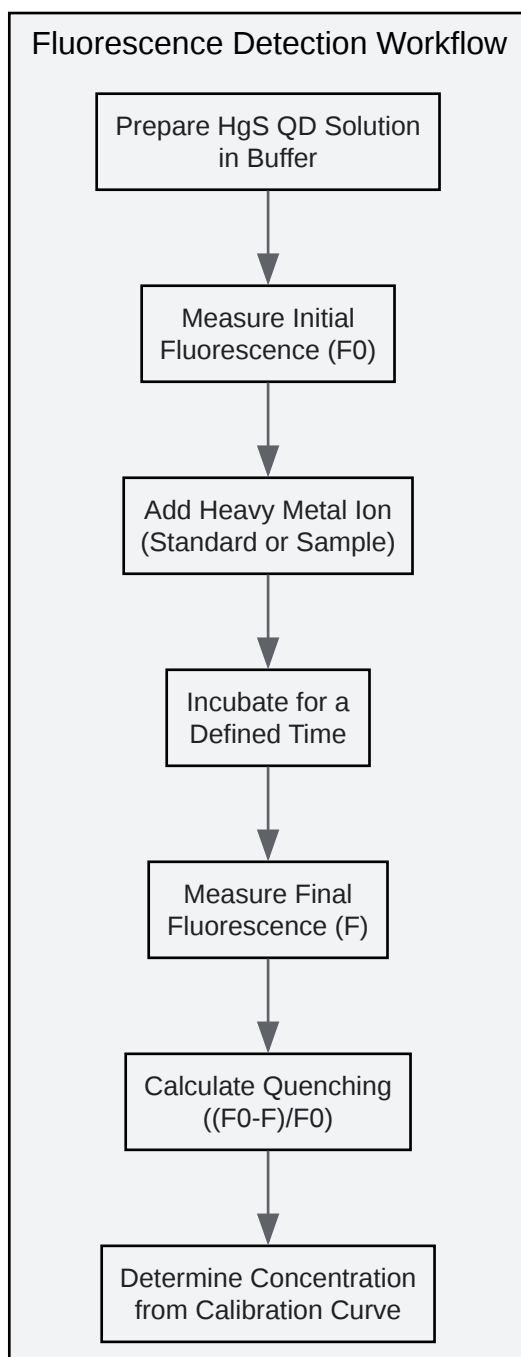 Fluorescence Detection Workflow
Prepare HgS QD Solution
in Buffer
Measure Initial
Fluorescence (F0)
Add Heavy Metal Ion
(Standard or Sample)
Incubate for a
Defined Time
Measure Final
Fluorescence (F)
Calculate Quenching
((F0-F)/F0)
Determine Concentration
from Calibration Curve